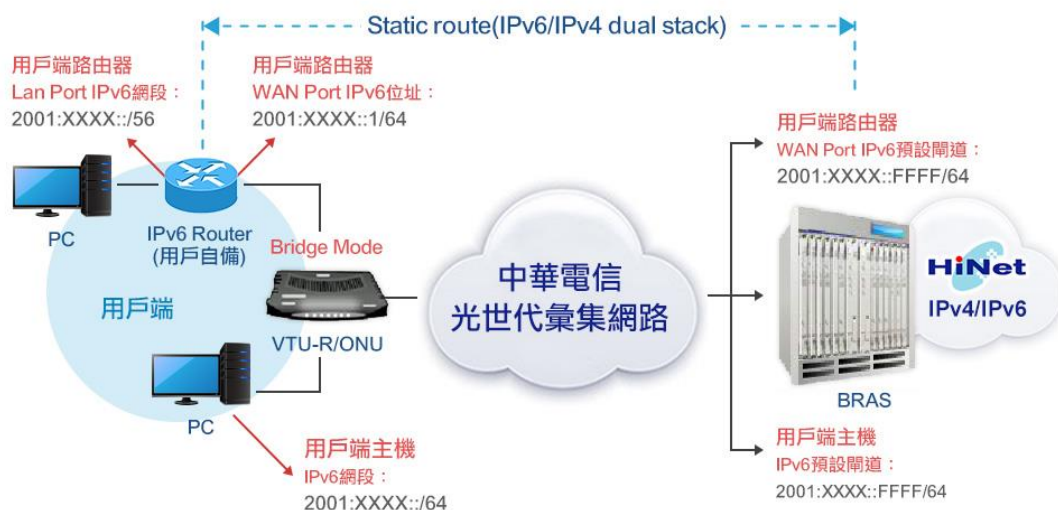 Static route(IPv6/IPv4 dual stack)
用戶端路由器
Lan Port IPv6網段：
2001:XXXX::/56
用戶端路由器
WAN Port IPv6位址：
2001:XXXX::1/64
PC
IPv6 Router
(用戶自備)
Bridge Mode
用戶端
VTU-R/ONU
PC
用戶端主機
IPv6網段：
2001:XXXX::/64
中華電信
光世代彙集網路
用戶端路由器
WAN Port IPv6預設閘道：
2001:XXXX::FFFF/64
HiNet
IPv4/IPv6
BRAS
用戶端主機
IPv6預設閘道：
2001:XXXX::FFFF/64